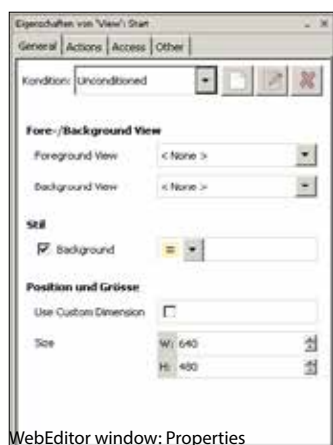 Eigenschaften von 'View': Start
General Actions Access Other
Kondition: Unconditioned
Fore-/Background View
Foreground View < None >
Background View < None >
Stil
Background =
Position und Grösse
Use Custom Dimension
Size W: 640
H: 480
WebEditor window: Properties